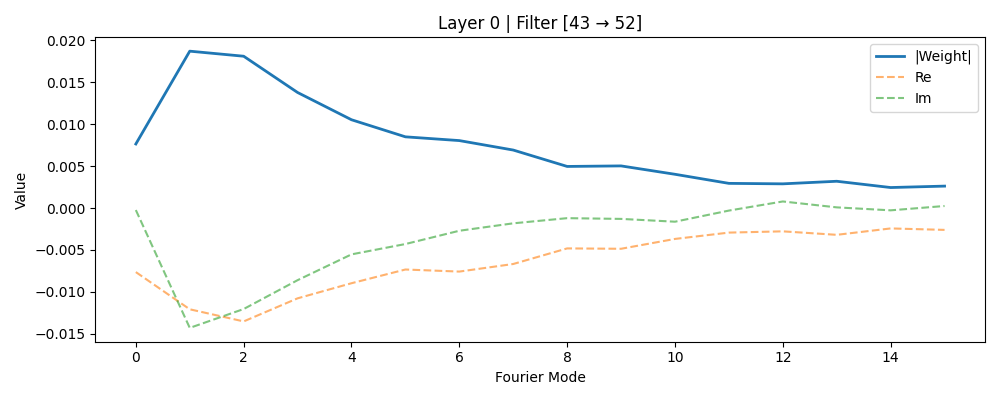 Layer 0 | Filter [43 → 52]
0.020
0.015
0.010
0.005
0.000
−0.005
−0.010
−0.015
Value
|Weight|
Re
Im
0 2 4 6 8 10 12 14
Fourier Mode